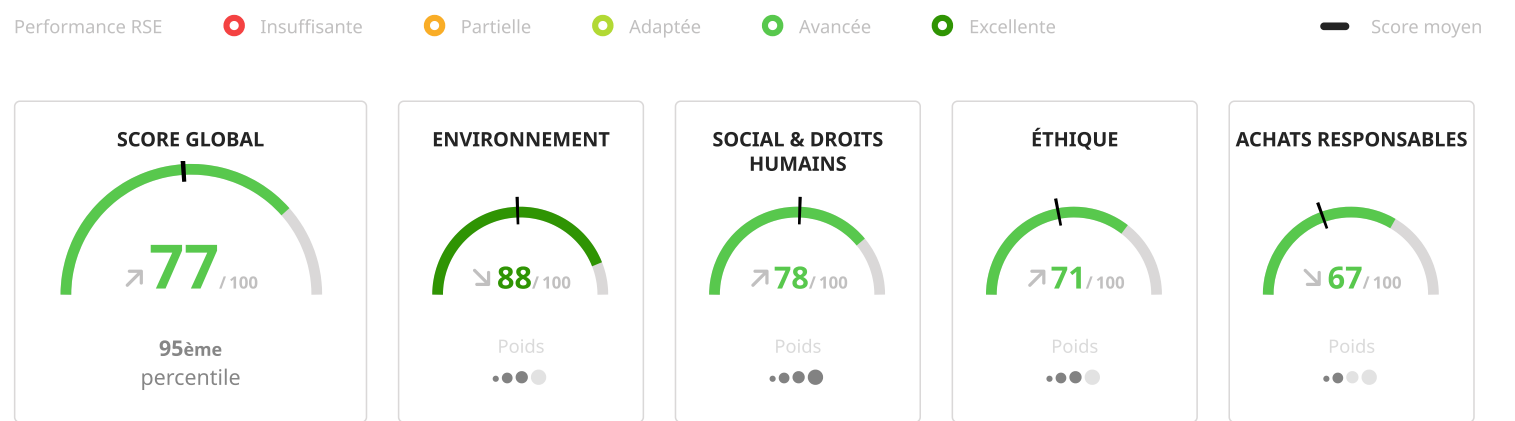 Performance RSE Insuffisante Partielle Adaptée Avancée Excellente Score moyen
SCORE GLOBAL
77 / 100
95ème
percentile
ENVIRONNEMENT
88 / 100
Poids
SOCIAL & DROITS
HUMAINS
78 / 100
Poids
ÉTHIQUE
71 / 100
Poids
ACHATS RESPONSABLES
67 / 100
Poids